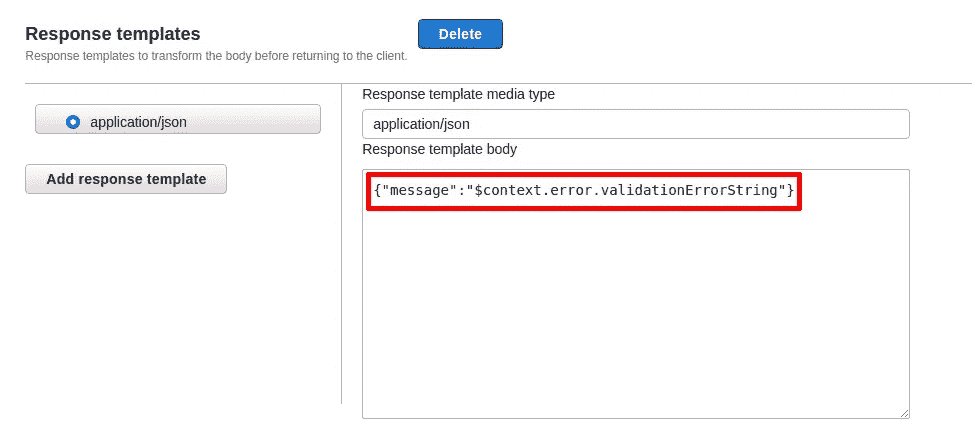 Response templates
Delete
Response templates to transform the body before returning to the client.
application/json
Add response template
Response template media type
application/json
Response template body
{"message":"$context.error.validationErrorString"}